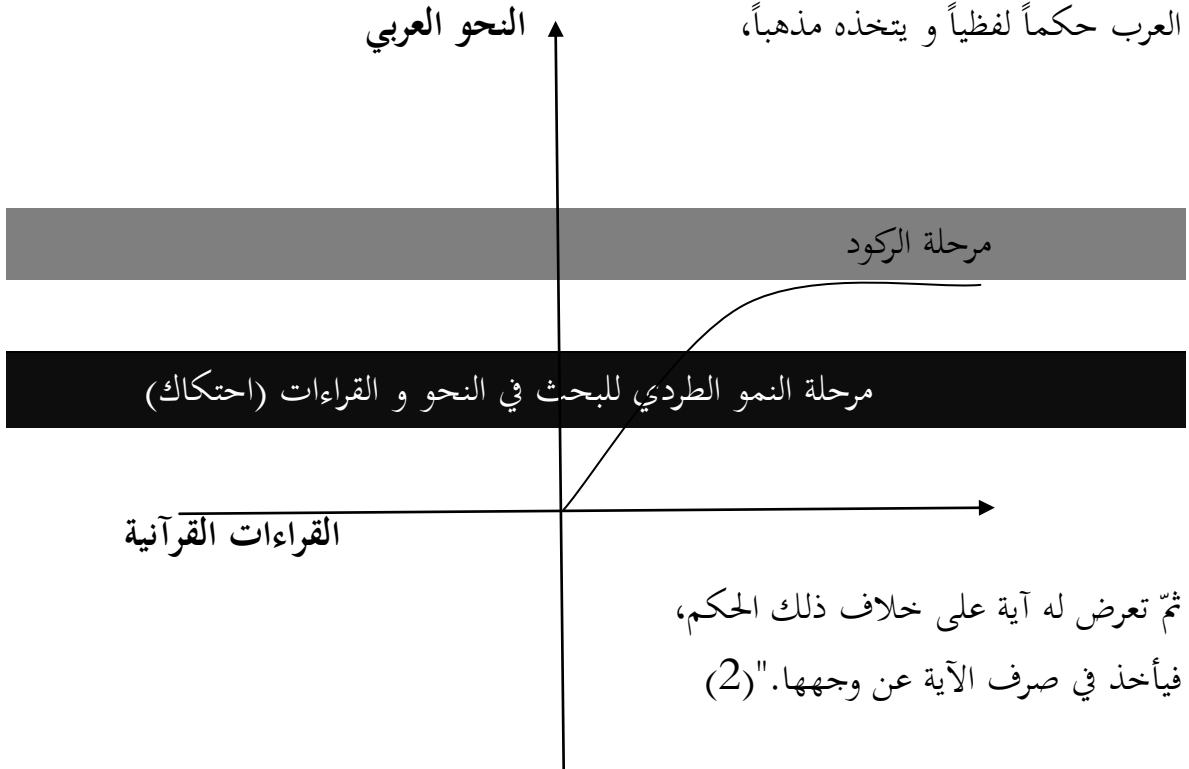 العرب حكماً لفظياً و يتخذه مذهباً،
النحو العربي
مرحلة الركود
مرحلة النمو الطردي للبحث في النحو و القراءات (احتكاك)
القراءات القرآنية
ثمّ تعرض له آية على خلاف ذلك الحكم،
فيأخذ في صرف الآية عن وجهها."(2)